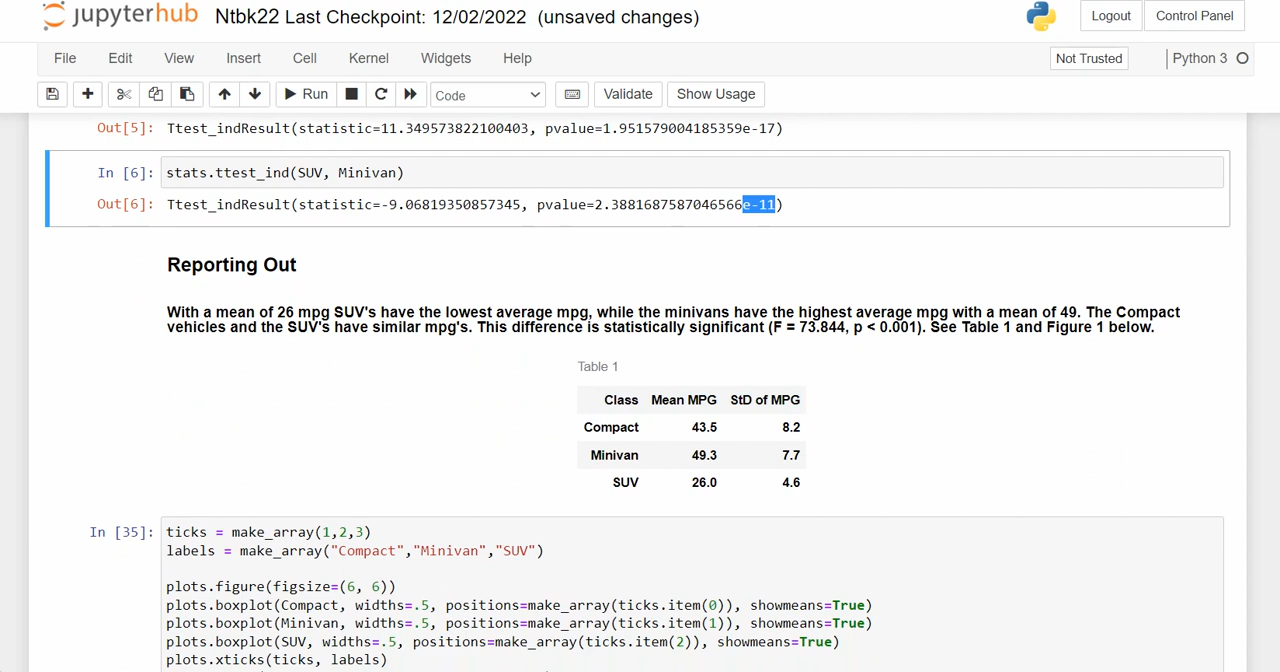 jupyterhub Ntbk22 Last Checkpoint: 12/02/2022 (unsaved changes) Logout Control Panel
File Edit View Insert Cell Kernel Widgets Help Not Trusted Python 3
Run Code Validate Show Usage
Out[5]: Ttest_indResult(statistic=11.349573822100403, pvalue=1.951579004185359e-17)
In [6]: stats.ttest_ind(SUV, Minivan)
Out[6]: Ttest_indResult(statistic=-9.06819350857345, pvalue=2.3881687587046566e-11)
Reporting Out
With a mean of 26 mpg SUV's have the lowest average mpg, while the minivans have the highest average mpg with a mean of 49. The Compact
vehicles and the SUV's have similar mpg's. This difference is statistically significant (F = 73.844, p < 0.001). See Table 1 and Figure 1 below.
Table 1
Class Mean MPG StD of MPG
Compact 43.5 8.2
Minivan 49.3 7.7
SUV 26.0 4.6
In [35]: ticks = make_array(1,2,3)
labels = make_array("Compact","Minivan","SUV")
plots.figure(figsize=(6, 6))
plots.boxplot(Compact, widths=.5, positions=make_array(ticks.item(0)), showmeans=True)
plots.boxplot(Minivan, widths=.5, positions=make_array(ticks.item(1)), showmeans=True)
plots.boxplot(SUV, widths=.5, positions=make_array(ticks.item(2)), showmeans=True)
plots.xticks(ticks, labels)